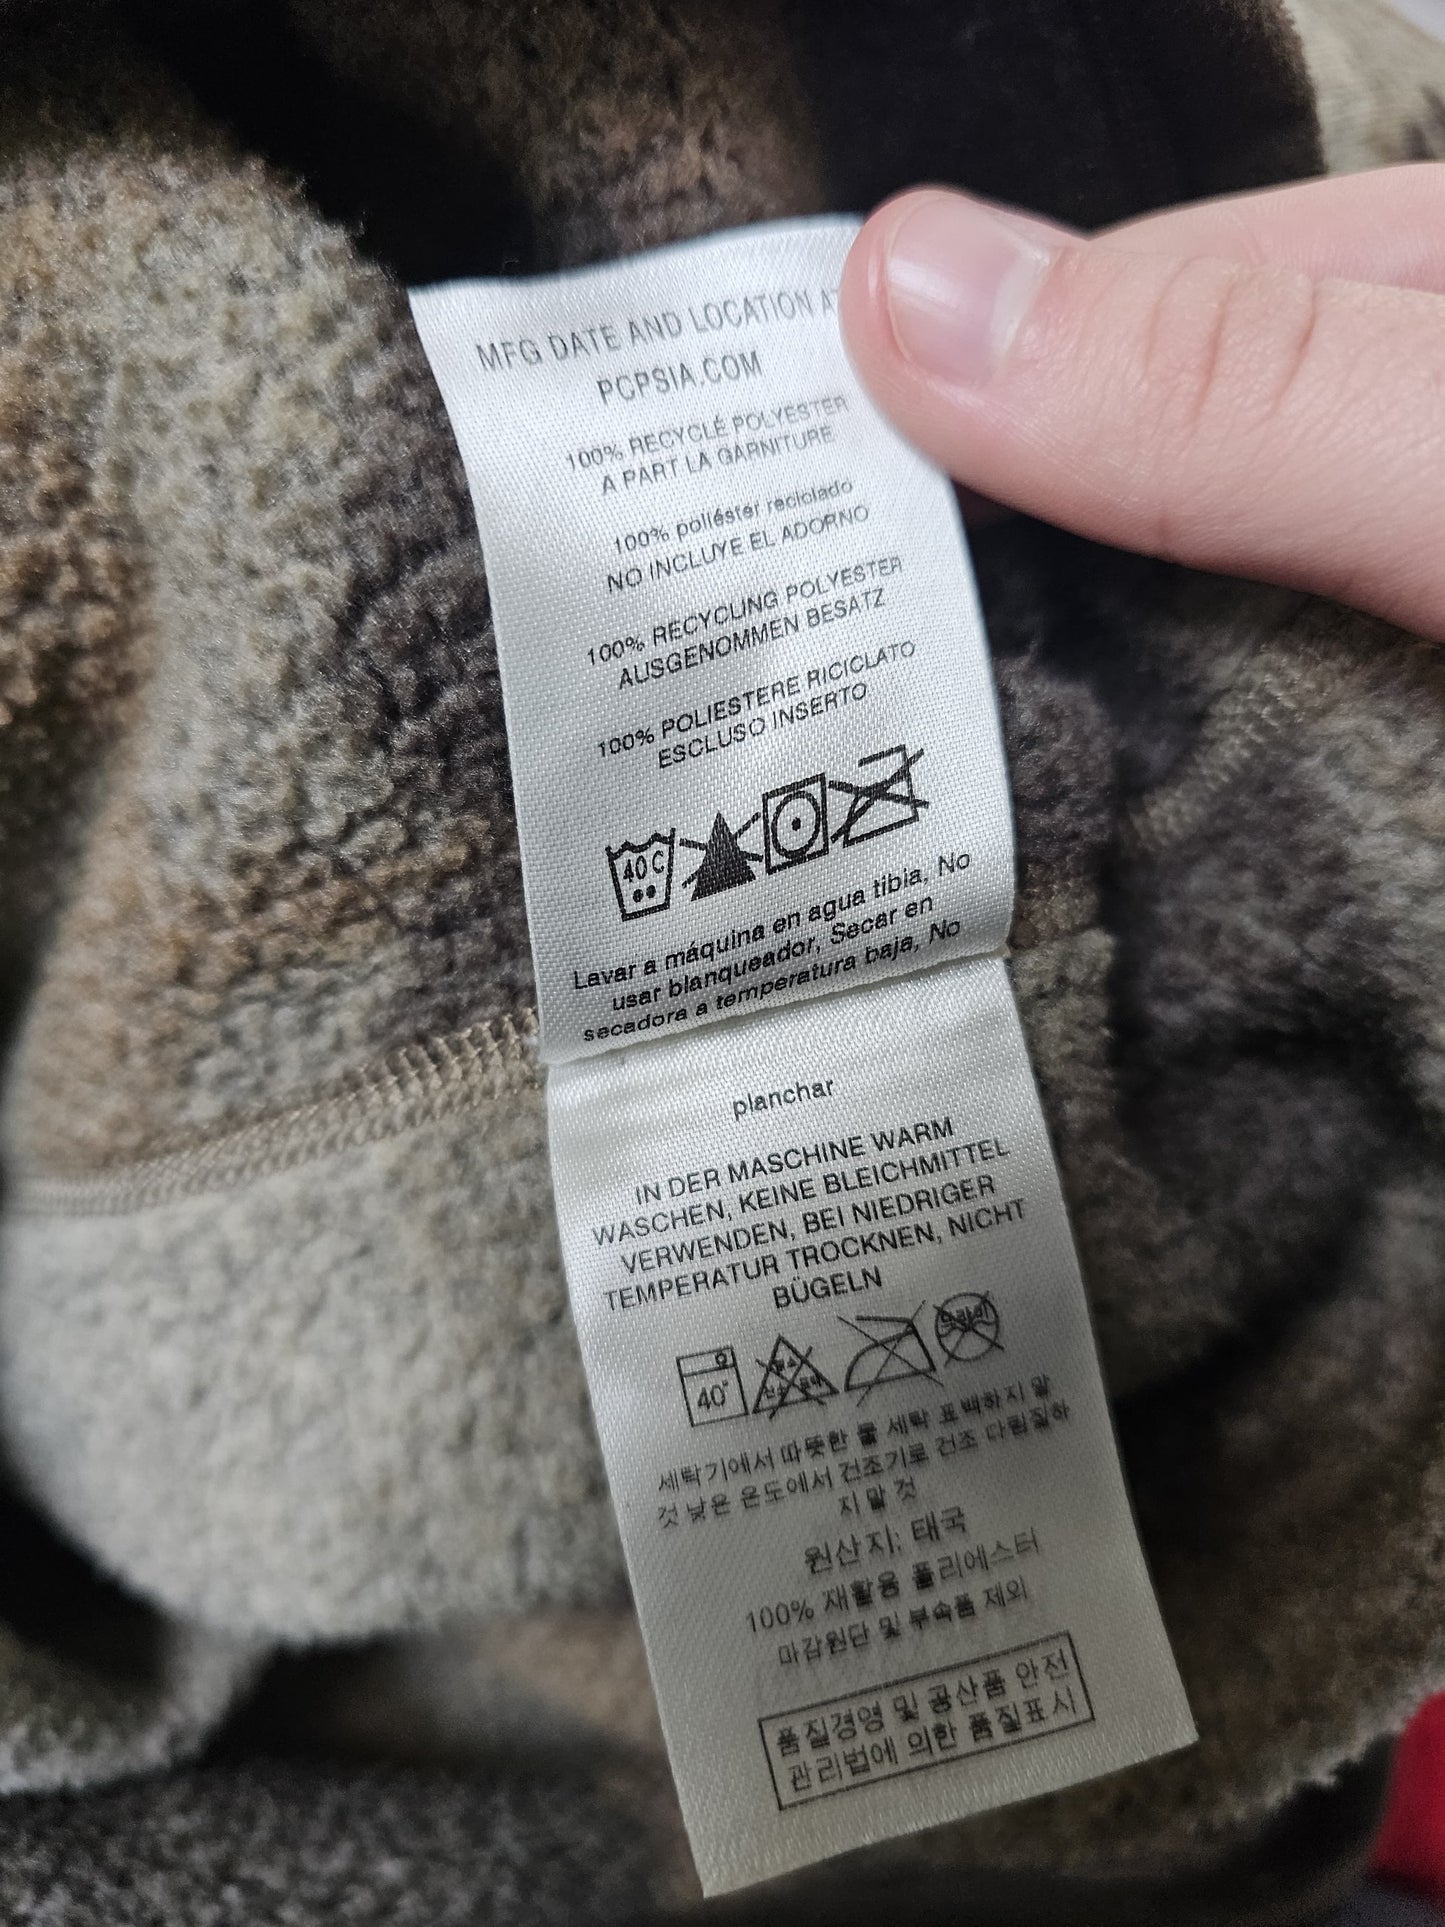 MFG DATE AND LOCATION
PCPSIA.COM
100% RECYCLÉ POLYESTER
A PART LA GARNITURE
100% poliéster reciclado
NO INCLUYE EL ADORNO
100% RECYCLING POLYESTER
AUSGENOMMEN BESATZ
100% POLIESTERE RICICLATO
ESCLUSO INSERTO
40 C
Lavar a máquina en agua tibia, No
usar blanqueador, Secar en
secadora a temperatura baja, No
planchar
IN DER MASCHINE WARM
WASCHEN, KEINE BLEICHMITTEL
VERWENDEN, BEI NIEDRIGER
TEMPERATUR TROCKNEN, NICHT
BÜGELN
40°
세탁기에서 따뜻한 물 세탁 표백하지 말
것 낮은 온도에서 건조기로 건조 다림질하
지 말 것
원산지: 태국
100% 재활용 폴리에스터
마감원단 및 부속품 제외
품질경영 및 공산품 안전
관리법에 의한 품질표시